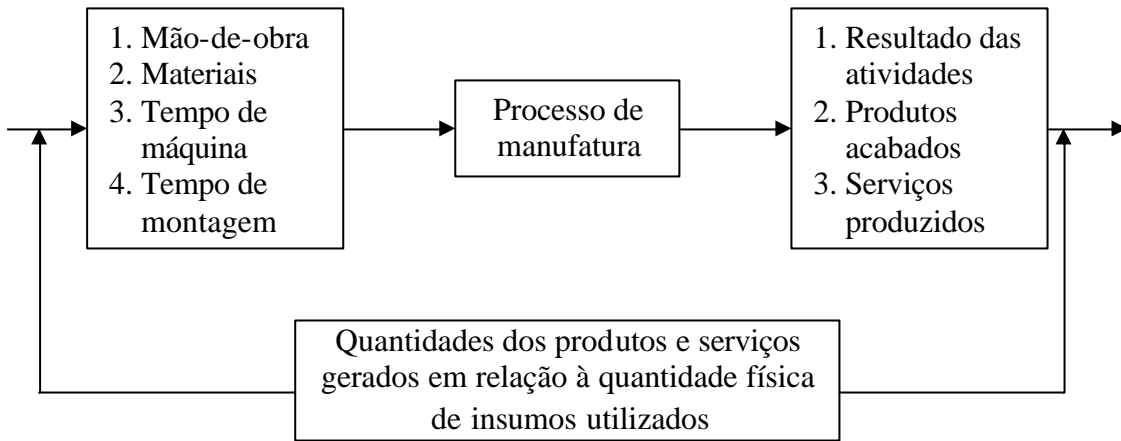 1. Mão-de-obra
2. Materiais
3. Tempo de
máquina
4. Tempo de
montagem
Processo de
manufatura
1. Resultado das
atividades
2. Produtos
acabados
3. Serviços
produzidos
Quantidades dos produtos e serviços
gerados em relação à quantidade física
de insumos utilizados